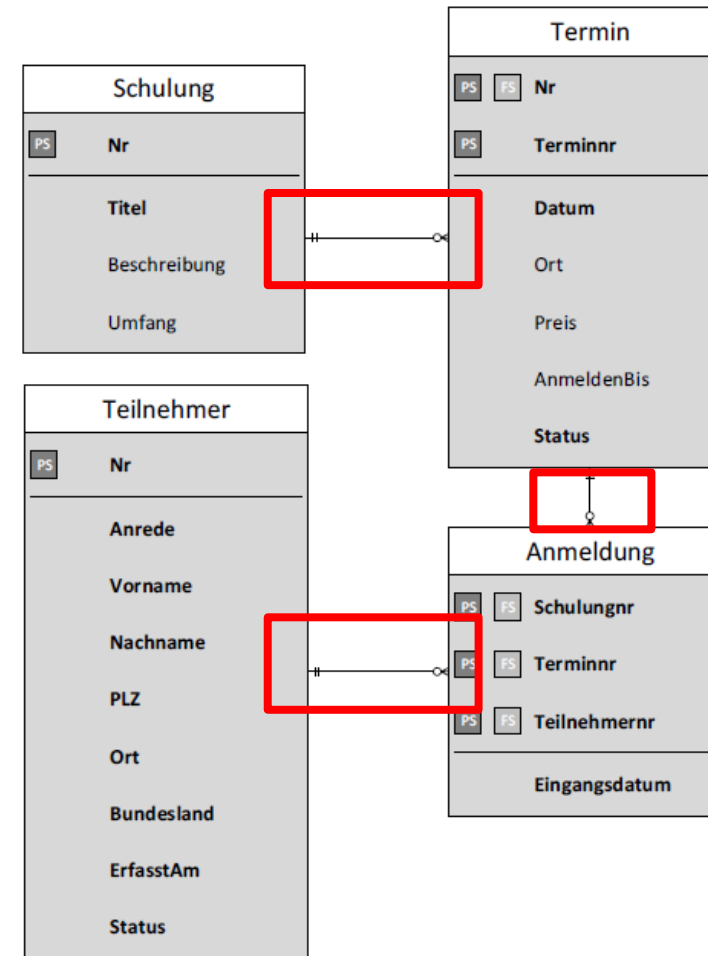 Schulung
PS Nr
Titel
Beschreibung
Umfang
Termin
PS FS Nr
PS Terminnr
Datum
Ort
Preis
AnmeldenBis
Status
Teilnehmer
PS Nr
Anrede
Vorname
Nachname
PLZ
Ort
Bundesland
ErfasstAm
Status
Anmeldung
PS FS Schulungnr
PS FS Terminnr
PS FS Teilnehmernr
Eingangsdatum